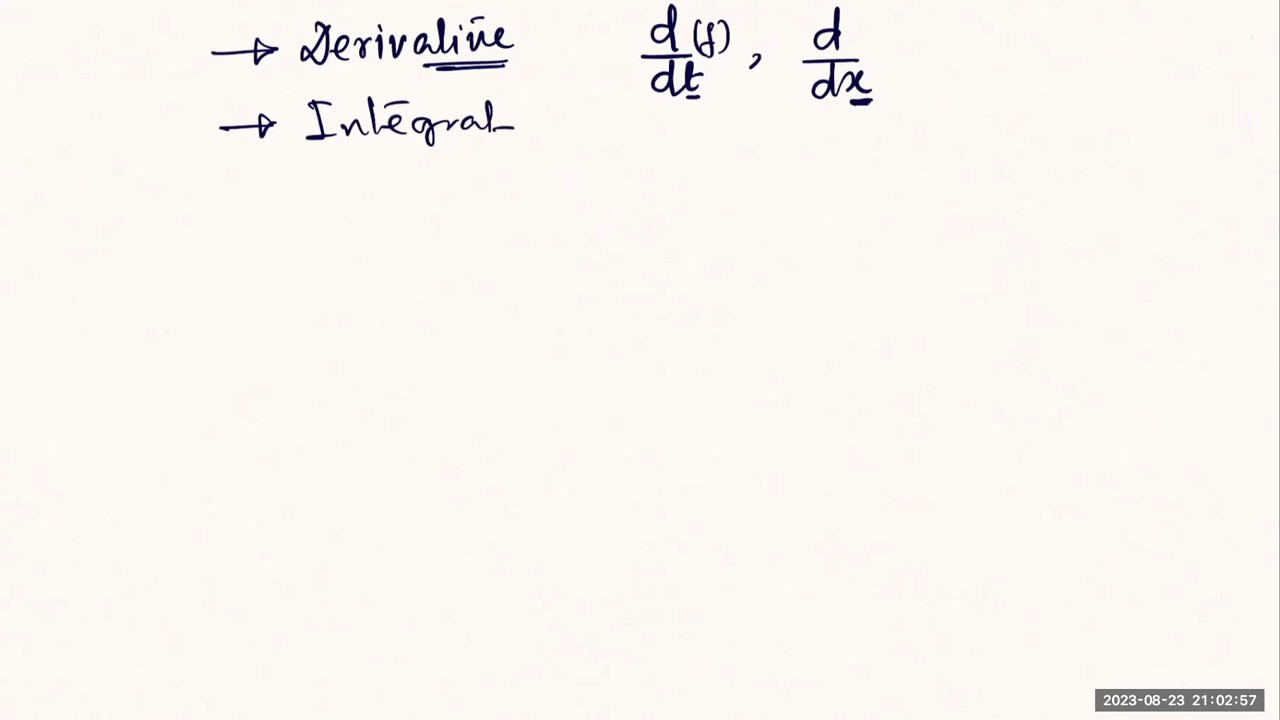 → Derivative d/dt (f) , d/dx
→ Integral
2023-08-23 21:02:57